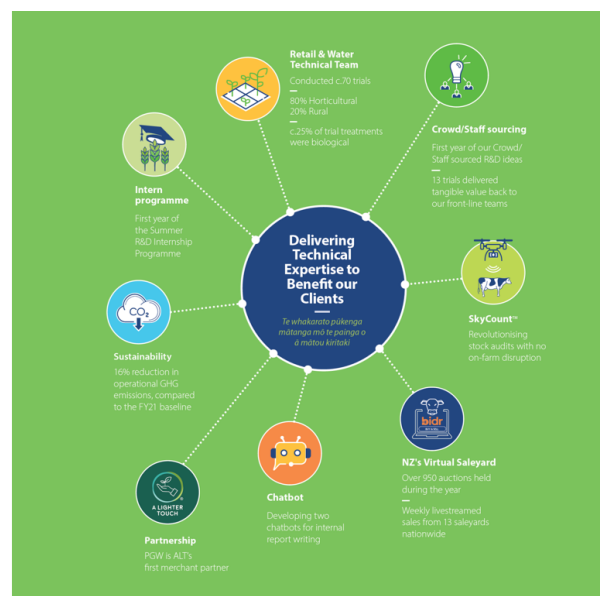 Delivering
Technical
Expertise to
Benefit our
Clients
Te whakarato pūkenga
mātanga mō te painga o
ā mātou kiritaki
Retail & Water
Technical Team
Conducted c.70 trials
80% Horticultural
20% Rural
c.25% of trial treatments
were biological
Crowd/Staff sourcing
First year of our Crowd/
Staff sourced R&D ideas
13 trials delivered
tangible value back to
our front-line teams
SkyCount™
Revolutionising
stock audits with no
on-farm disruption
bidr
NZ's Virtual Saleyard
Over 950 auctions held
during the year
Weekly livestreamed
sales from 13 saleyards
nationwide
Chatbot
Developing two
chatbots for internal
report writing
A LIGHTER
TOUCH
Partnership
PGW is ALT's
first merchant partner
CO₂
Sustainability
16% reduction in
operational GHG
emissions, compared
to the FY21 baseline
Intern
programme
First year of
the Summer
R&D Internship
Programme